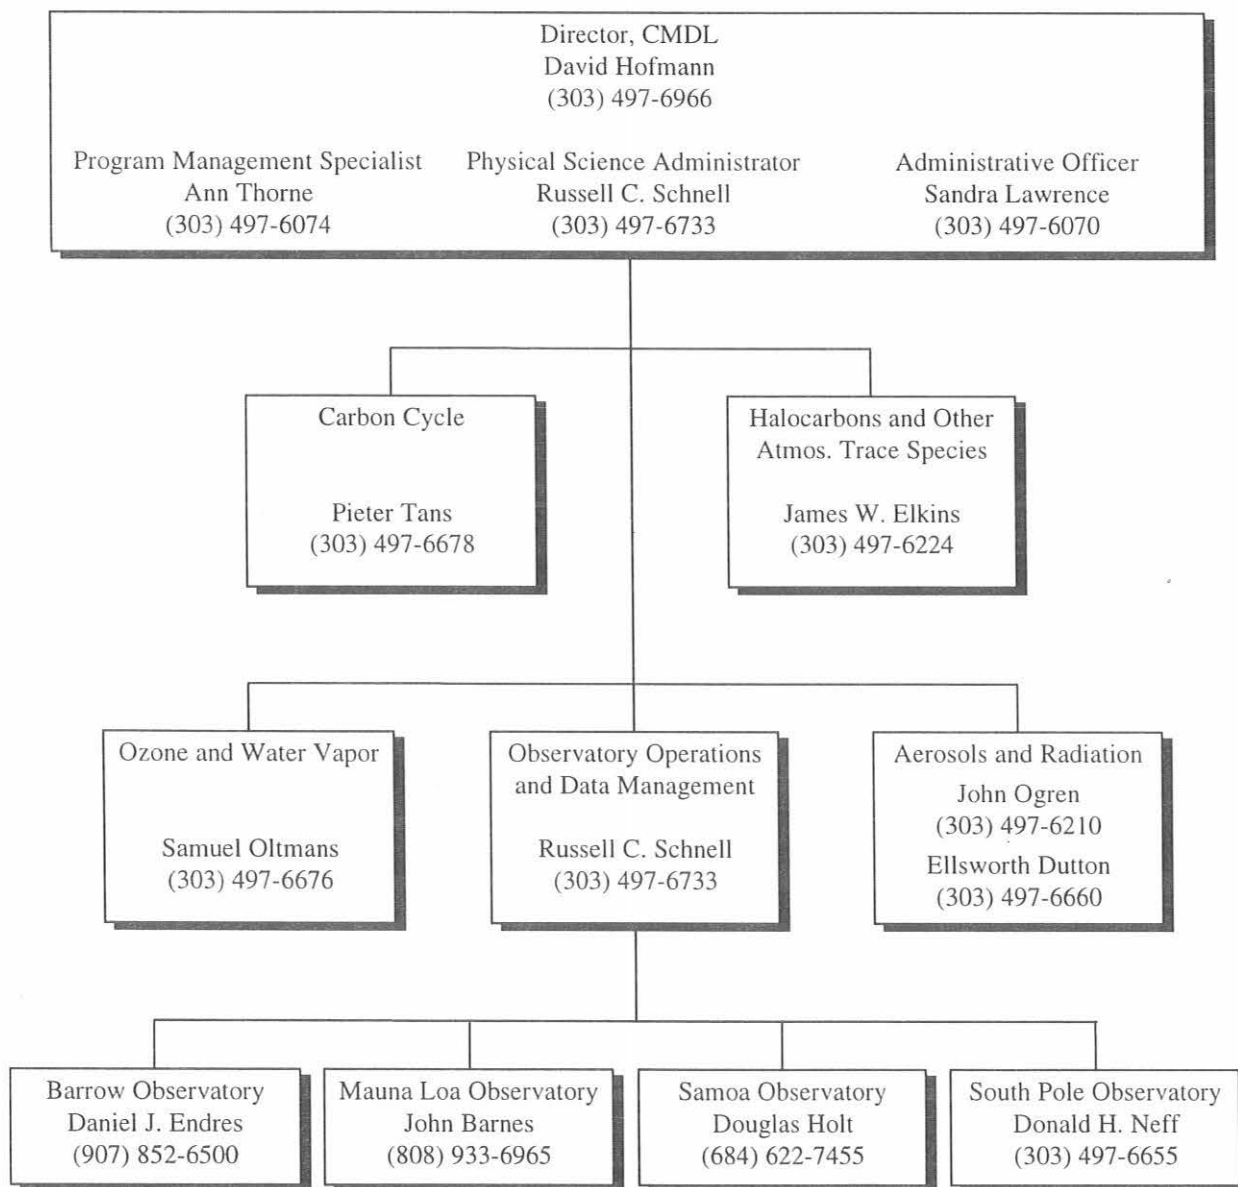 Director, CMDL
David Hofmann
(303) 497-6966
Program Management Specialist
Ann Thorne
(303) 497-6074
Physical Science Administrator
Russell C. Schnell
(303) 497-6733
Administrative Officer
Sandra Lawrence
(303) 497-6070
Carbon Cycle
Pieter Tans
(303) 497-6678
Halocarbons and Other
Atmos. Trace Species
James W. Elkins
(303) 497-6224
Ozone and Water Vapor
Samuel Oltmans
(303) 497-6676
Observatory Operations
and Data Management
Russell C. Schnell
(303) 497-6733
Aerosols and Radiation
John Ogren
(303) 497-6210
Ellsworth Dutton
(303) 497-6660
Barrow Observatory
Daniel J. Endres
(907) 852-6500
Mauna Loa Observatory
John Barnes
(808) 933-6965
Samoa Observatory
Douglas Holt
(684) 622-7455
South Pole Observatory
Donald H. Neff
(303) 497-6655